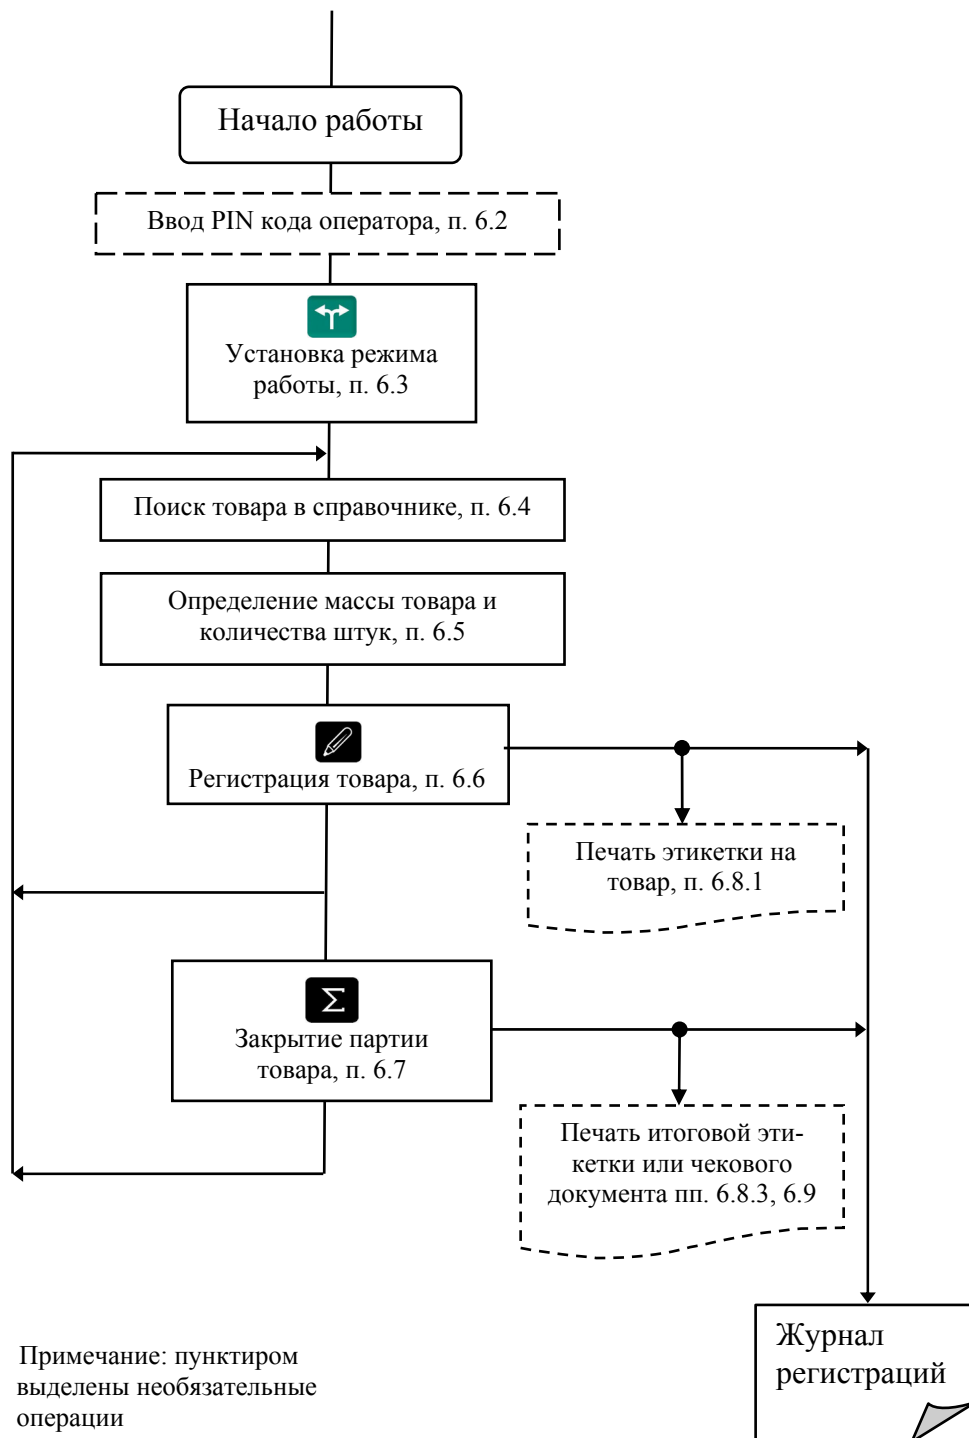 Начало работы
Ввод PIN кода оператора, п. 6.2
Установка режима
работы, п. 6.3
Поиск товара в справочнике, п. 6.4
Определение массы товара и
количества штук, п. 6.5
Регистрация товара, п. 6.6
Печать этикетки на
товар, п. 6.8.1
Σ
Закрытие партии
товара, п. 6.7
Печать итоговой эти-
кетки или чекового
документа пп. 6.8.3, 6.9
Журнал
регистраций
Примечание: пунктиром
выделены необязательные
операции